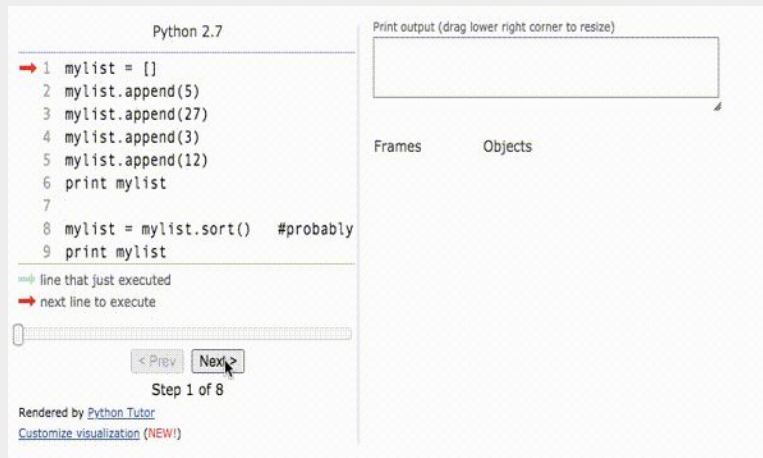 Python 2.7
1 mylist = []
2 mylist.append(5)
3 mylist.append(27)
4 mylist.append(3)
5 mylist.append(12)
6 print mylist
7
8 mylist = mylist.sort()   #probably
9 print mylist
line that just executed
next line to execute
< Prev Next >
Step 1 of 8
Rendered by Python Tutor
Customize visualization (NEW!)
Print output (drag lower right corner to resize)
Frames Objects